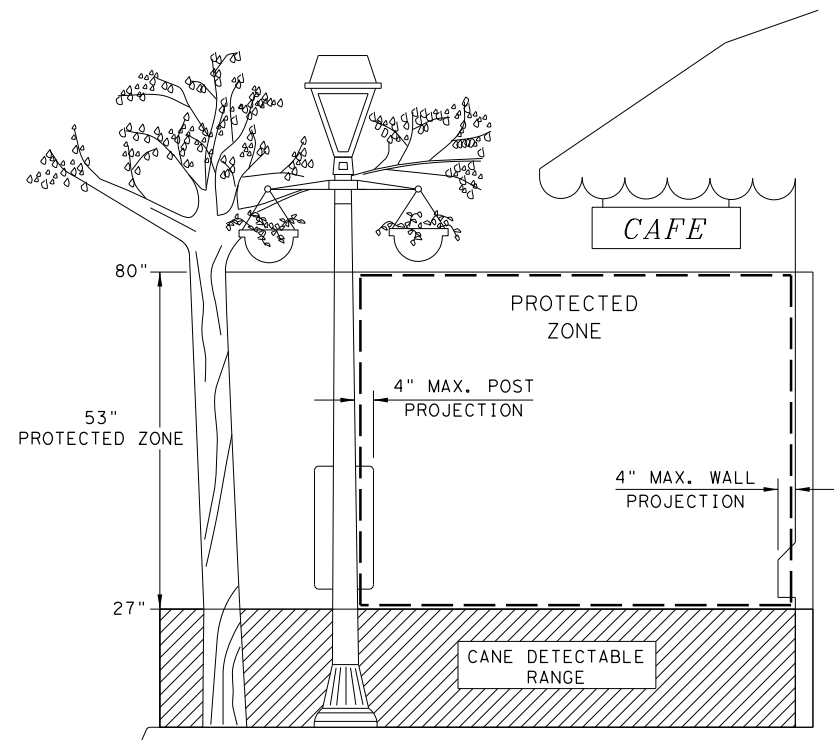 CAFE
80"
PROTECTED
ZONE
4" MAX. POST
PROJECTION
53"
PROTECTED ZONE
4" MAX. WALL
PROJECTION
27"
CANE DETECTABLE
RANGE